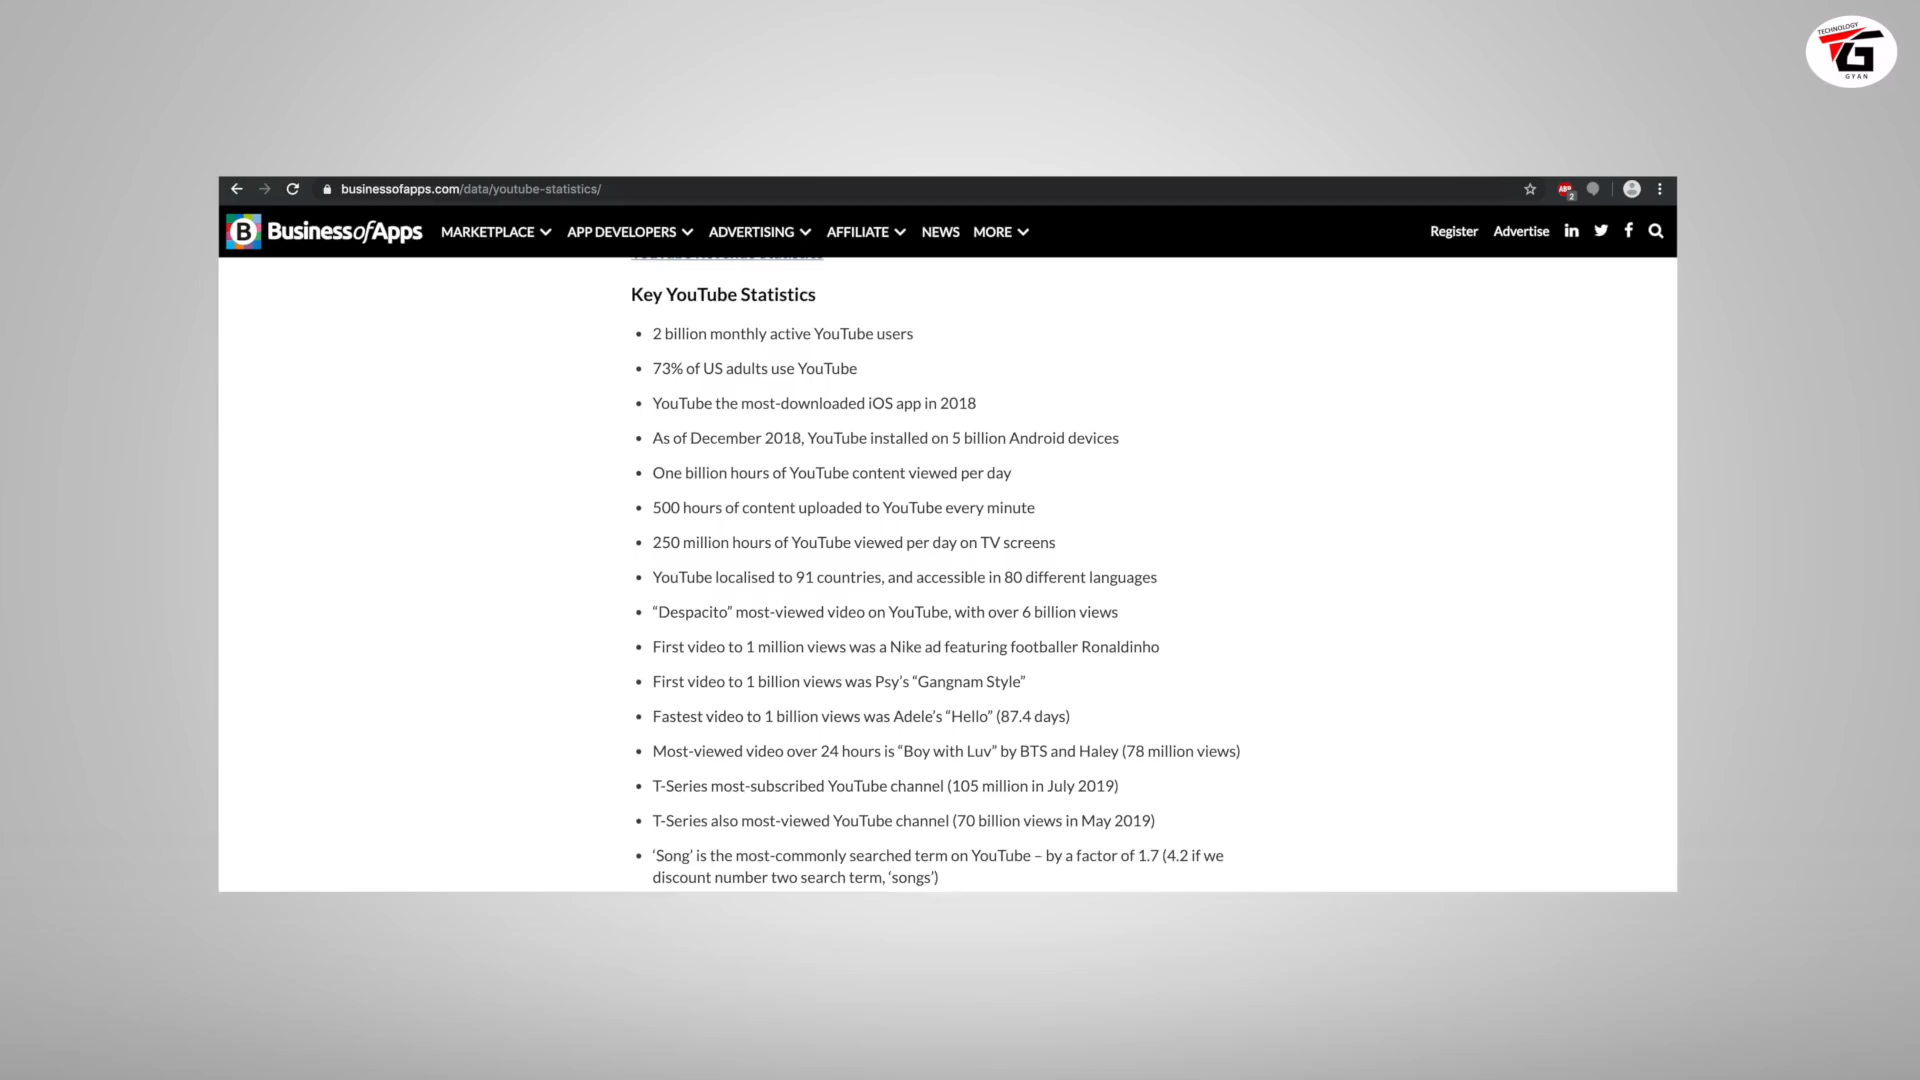 TECHNOLOGY
GYAN
businessofapps.com/data/youtube-statistics/
ABP
2
B BusinessofApps MARKETPLACE APP DEVELOPERS ADVERTISING AFFILIATE NEWS MORE Register Advertise
Key YouTube Statistics
• 2 billion monthly active YouTube users
• 73% of US adults use YouTube
• YouTube the most-downloaded iOS app in 2018
• As of December 2018, YouTube installed on 5 billion Android devices
• One billion hours of YouTube content viewed per day
• 500 hours of content uploaded to YouTube every minute
• 250 million hours of YouTube viewed per day on TV screens
• YouTube localised to 91 countries, and accessible in 80 different languages
• “Despacito” most-viewed video on YouTube, with over 6 billion views
• First video to 1 million views was a Nike ad featuring footballer Ronaldinho
• First video to 1 billion views was Psy’s “Gangnam Style”
• Fastest video to 1 billion views was Adele’s “Hello” (87.4 days)
• Most-viewed video over 24 hours is “Boy with Luv” by BTS and Haley (78 million views)
• T-Series most-subscribed YouTube channel (105 million in July 2019)
• T-Series also most-viewed YouTube channel (70 billion views in May 2019)
• ‘Song’ is the most-commonly searched term on YouTube – by a factor of 1.7 (4.2 if we
discount number two search term, ‘songs’)